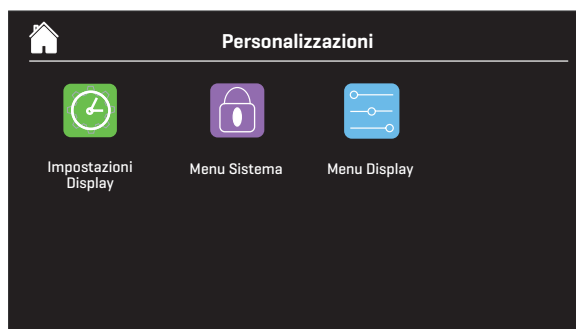 Personalizzazioni
Impostazioni
Display
Menu Sistema
Menu Display